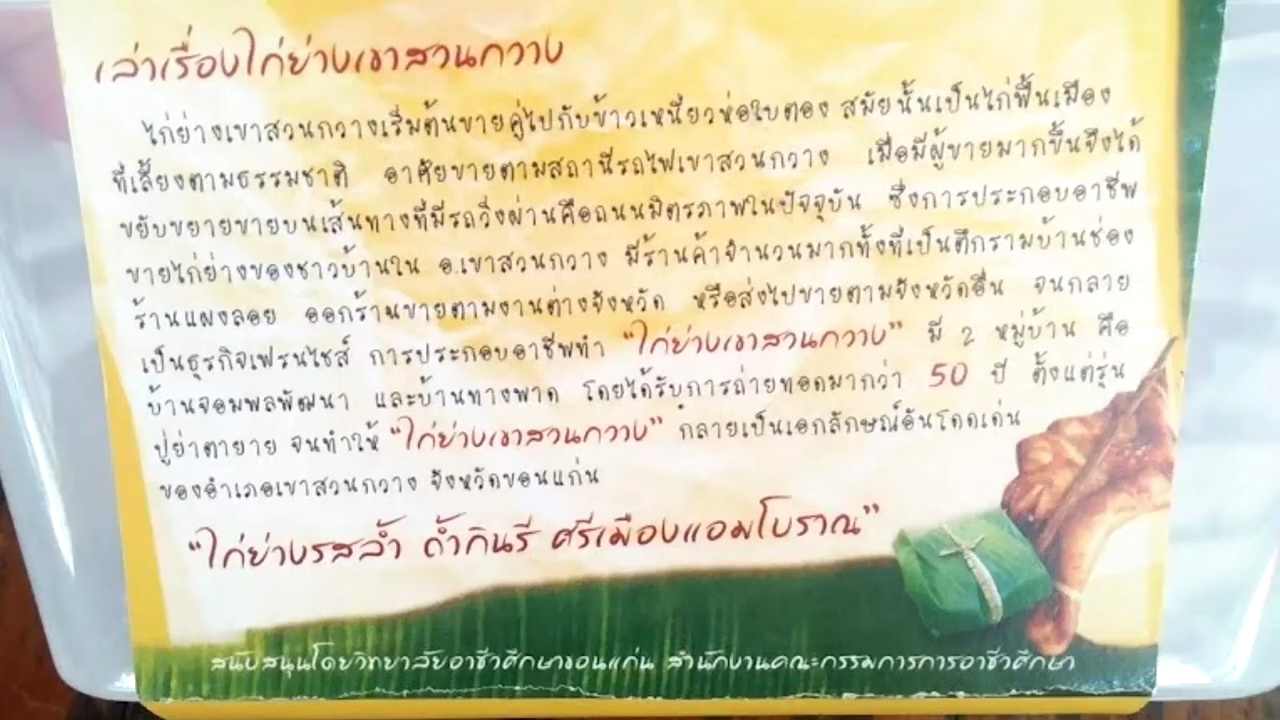 เล่าเรื่องไก่ย่างเขาสวนกวาง
ไก่ย่างเขาสวนกวางเริ่มต้นขายคู่ไปกับข้าวเหนียวห่อใบตอง สมัยนั้นเป็นไก่พื้นเมือง
ที่เลี้ยงตามธรรมชาติ อาศัยขายตามสถานีรถไฟเขาสวนกวาง เมื่อมีผู้ขายมากขึ้นจึงได้
ขยับขยายขายบนเส้นทางที่มีรถวิ่งผ่านคือถนนมิตรภาพในปัจจุบัน ซึ่งการประกอบอาชีพ
ขายไก่ย่างของชาวบ้านใน อ.เขาสวนกวาง มีร้านค้าจำนวนมากทั้งที่เป็นตึกรามบ้านช่อง
ร้านแผงลอย ออกร้านขายตามงานต่างจังหวัด หรือส่งไปขายตามจังหวัดอื่น จนกลาย
เป็นธุรกิจเฟรนไชส์ การประกอบอาชีพทำ "ไก่ย่างเขาสวนกวาง" มี 2 หมู่บ้าน คือ
บ้านจอมพลพัฒนา และบ้านทางพาด โดยได้รับการถ่ายทอดมากว่า 50 ปี ตั้งแต่รุ่น
ปู่ย่าตายาย จนทำให้ "ไก่ย่างเขาสวนกวาง" กลายเป็นเอกลักษณ์อันโดดเด่น
ของอำเภอเขาสวนกวาง จังหวัดขอนแก่น
"ไก่ย่างรสล้ำ ถ้ำกินรี ศรีเมืองแอมโบราณ"
สนับสนุนโดยวิทยาลัยอาชีวศึกษาขอนแก่น สำนักงานคณะกรรมการการอาชีวศึกษา